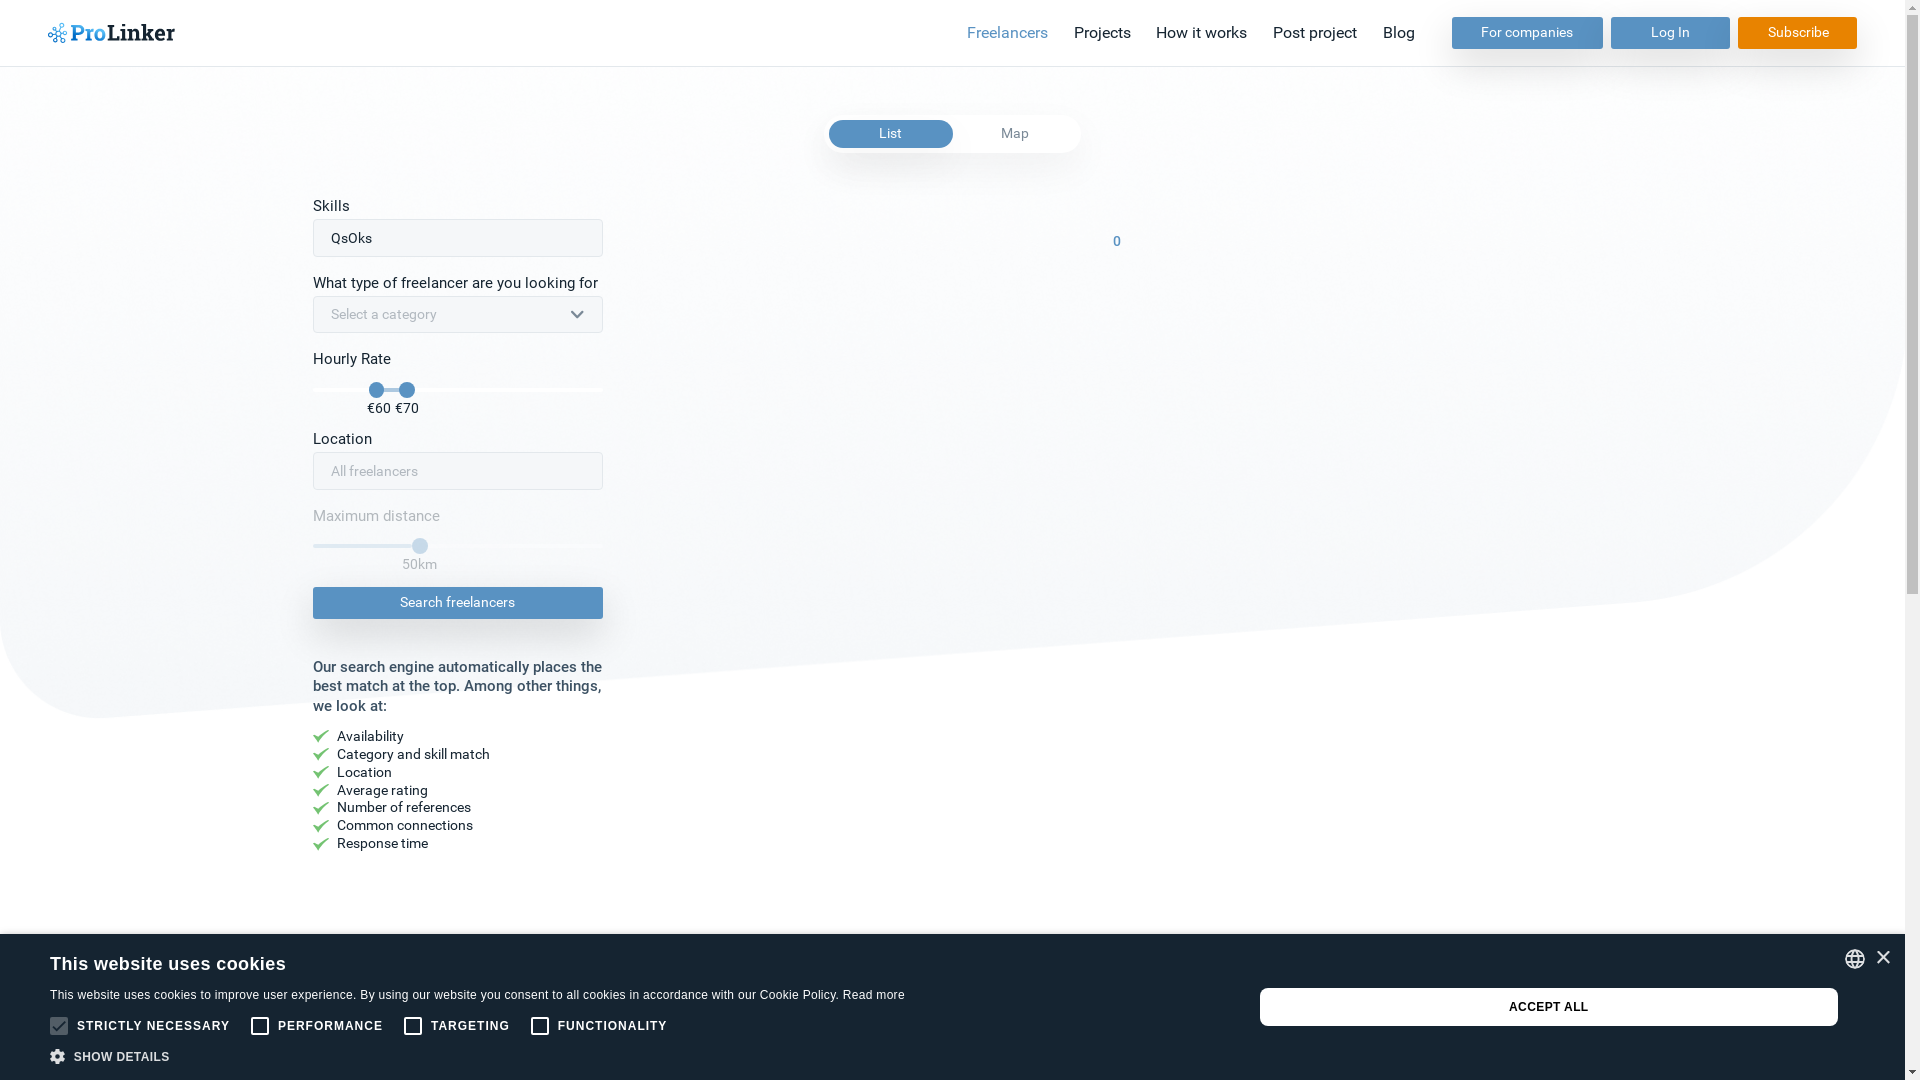 ProLinker
Freelancers
Projects
How it works
Post project
Blog
For companies
Log In
Subscribe
List
Map
Skills
QsOks
0
What type of freelancer are you looking for
Select a category
Hourly Rate
€60 €70
Location
All freelancers
Maximum distance
50km
Search freelancers
Our search engine automatically places the
best match at the top. Among other things,
we look at:
Availability
Category and skill match
Location
Average rating
Number of references
Common connections
Response time
This website uses cookies
This website uses cookies to improve user experience. By using our website you consent to all cookies in accordance with our Cookie Policy. Read more
STRICTLY NECESSARY
PERFORMANCE
TARGETING
FUNCTIONALITY
SHOW DETAILS
ACCEPT ALL
×